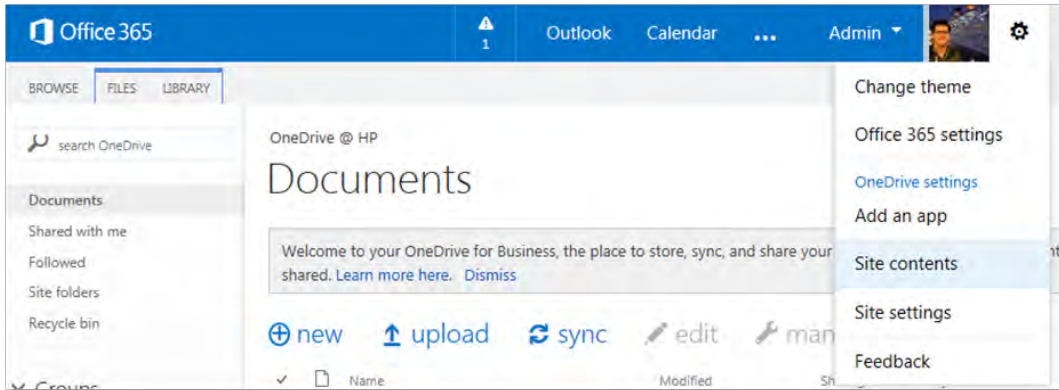 Office 365
1
Outlook Calendar ... Admin
BROWSE FILES LIBRARY
search OneDrive
Documents
Shared with me
Followed
Site folders
Recycle bin
Groups
OneDrive @ HP
Documents
Welcome to your OneDrive for Business, the place to store, sync, and share your
shared. Learn more here. Dismiss
new upload sync edit man
Name Modified Sh
Change theme
Office 365 settings
OneDrive settings
Add an app
Site contents
Site settings
Feedback